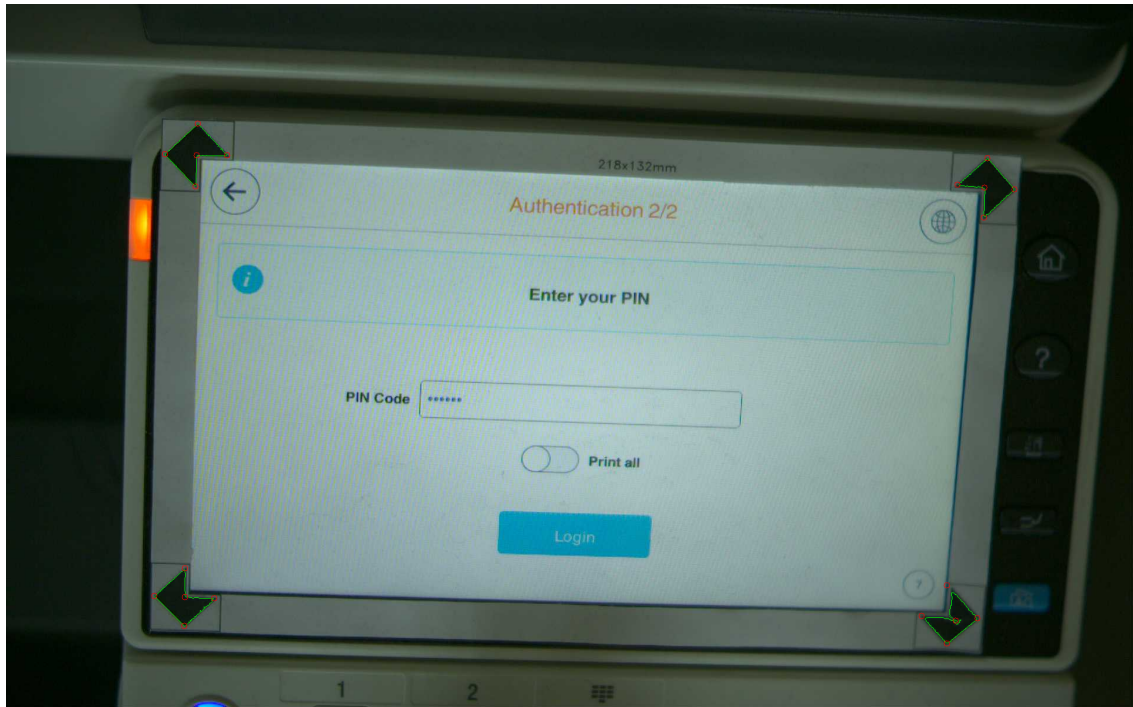 218x132mm
Authentication 2/2
i
Enter your PIN
?
PIN Code ••••••
Print all
Login
?
1 2